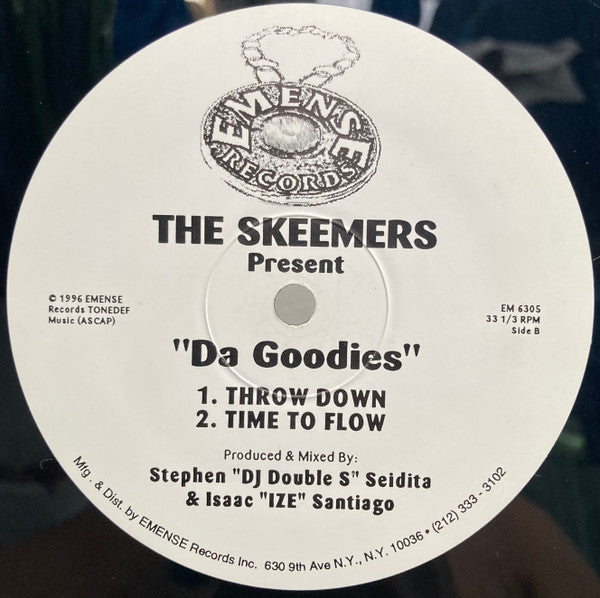 EMENSE
RECORDS
THE SKEEMERS
Present
© 1996 EMENSE
Records TONEDEF
Music (ASCAP)
EM 6305
33 1/3 RPM
Side B
"Da Goodies"
1. THROW DOWN
2. TIME TO FLOW
Produced & Mixed By:
Stephen "DJ Double S" Seidita
& Isaac "IZE" Santiago
Mfg. & Dist. by EMENSE Records Inc. 630 9th Ave N.Y., N.Y. 10036 • (212) 333 - 3102